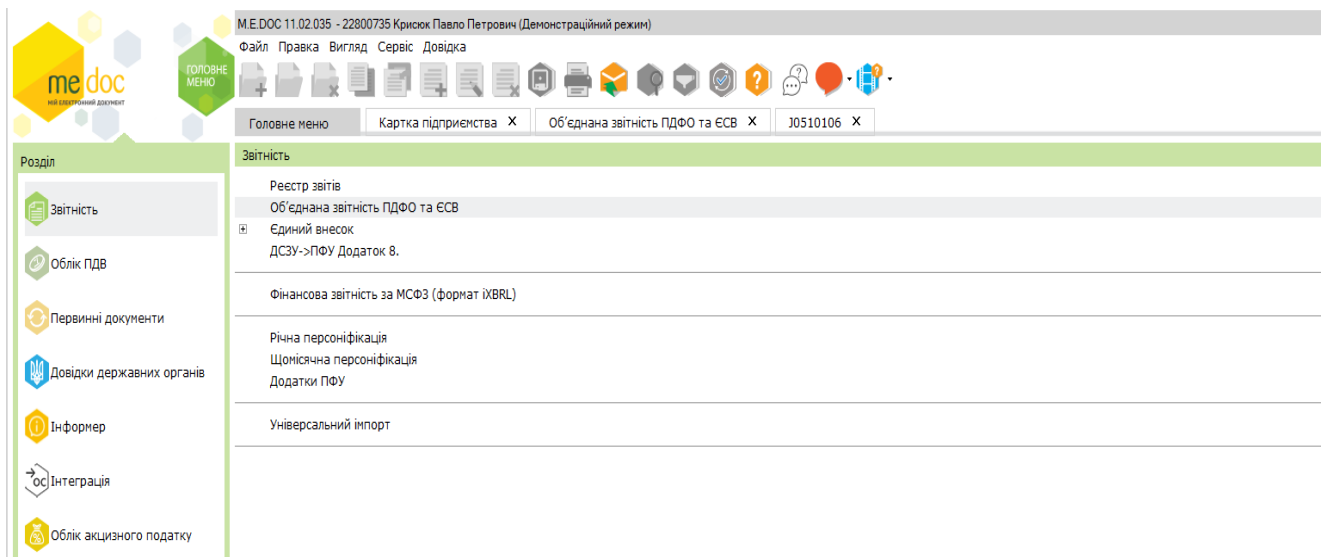 M.E.DOC 11.02.035 - 22800735 Крисюк Павло Петрович (Демонстраційний режим)
Файл Правка Вигляд Сервіс Довідка
me doc
МІЙ ЕЛЕКТРОННИЙ ДОКУМЕНТ
ГОЛОВНЕ
МЕНЮ
Головне меню Картка підприємства X Об'єднана звітність ПДФО та ЄСВ X J0510106 X
Розділ
Звітність
Облік ПДВ
Первинні документи
Довідки державних органів
Інформер
Інтеграція
Облік акцизного податку
Звітність
Реєстр звітів
Об'єднана звітність ПДФО та ЄСВ
Єдиний внесок
ДСЗУ->ПФУ Додаток 8.
Фінансова звітність за МСФЗ (формат iXBRL)
Річна персоніфікація
Щомісячна персоніфікація
Додатки ПФУ
Універсальний імпорт